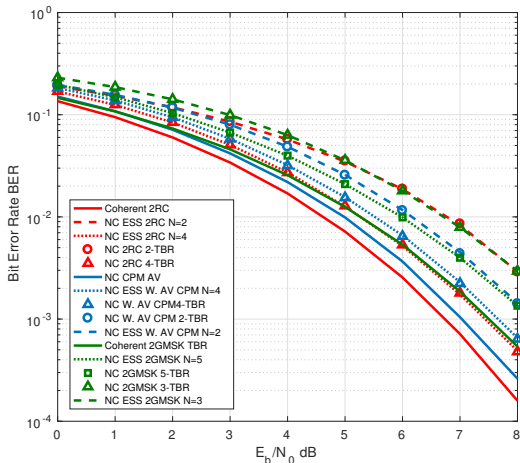 10^0
10^-1
10^-2
10^-3
10^-4
Bit Error Rate BER
Coherent 2RC
NC ESS 2RC N=2
NC ESS 2RC N=4
NC 2RC 2-TBR
NC 2RC 4-TBR
NC CPM AV
NC ESS W. AV CPM N=4
NC W. AV CPM4-TBR
NC W. AV CPM 2-TBR
NC ESS W. AV CPM N=2
Coherent 2GMSK TBR
NC ESS 2GMSK N=5
NC 2GMSK 5-TBR
NC 2GMSK 3-TBR
NC ESS 2GMSK N=3
0 1 2 3 4 5 6 7 8
E_b/N_0 dB